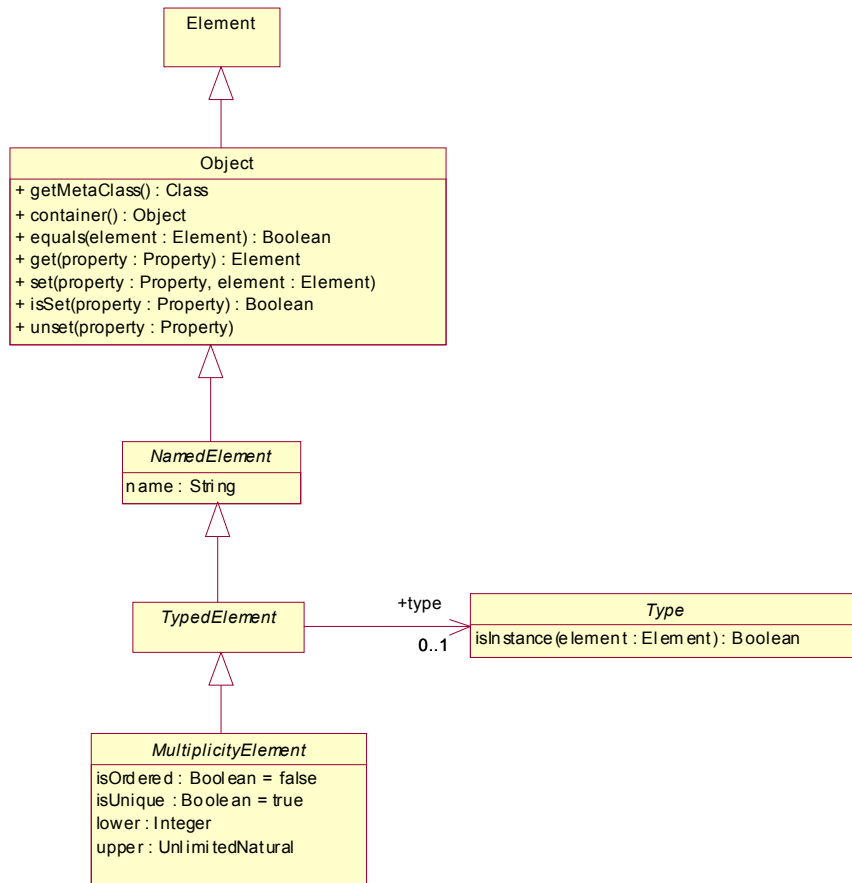 Element
Object
+ getMetaClass() : Class
+ container() : Object
+ equals(element : Element) : Boolean
+ get(property : Property) : Element
+ set(property : Property, element : Element)
+ isSet(property : Property) : Boolean
+ unset(property : Property)
NamedElement
name : String
TypedElement
+type
0..1
Type
isInstance(element : Element) : Boolean
MultiplicityElement
isOrdered : Boolean = false
isUnique : Boolean = true
lower : Integer
upper : UnlimitedNatural